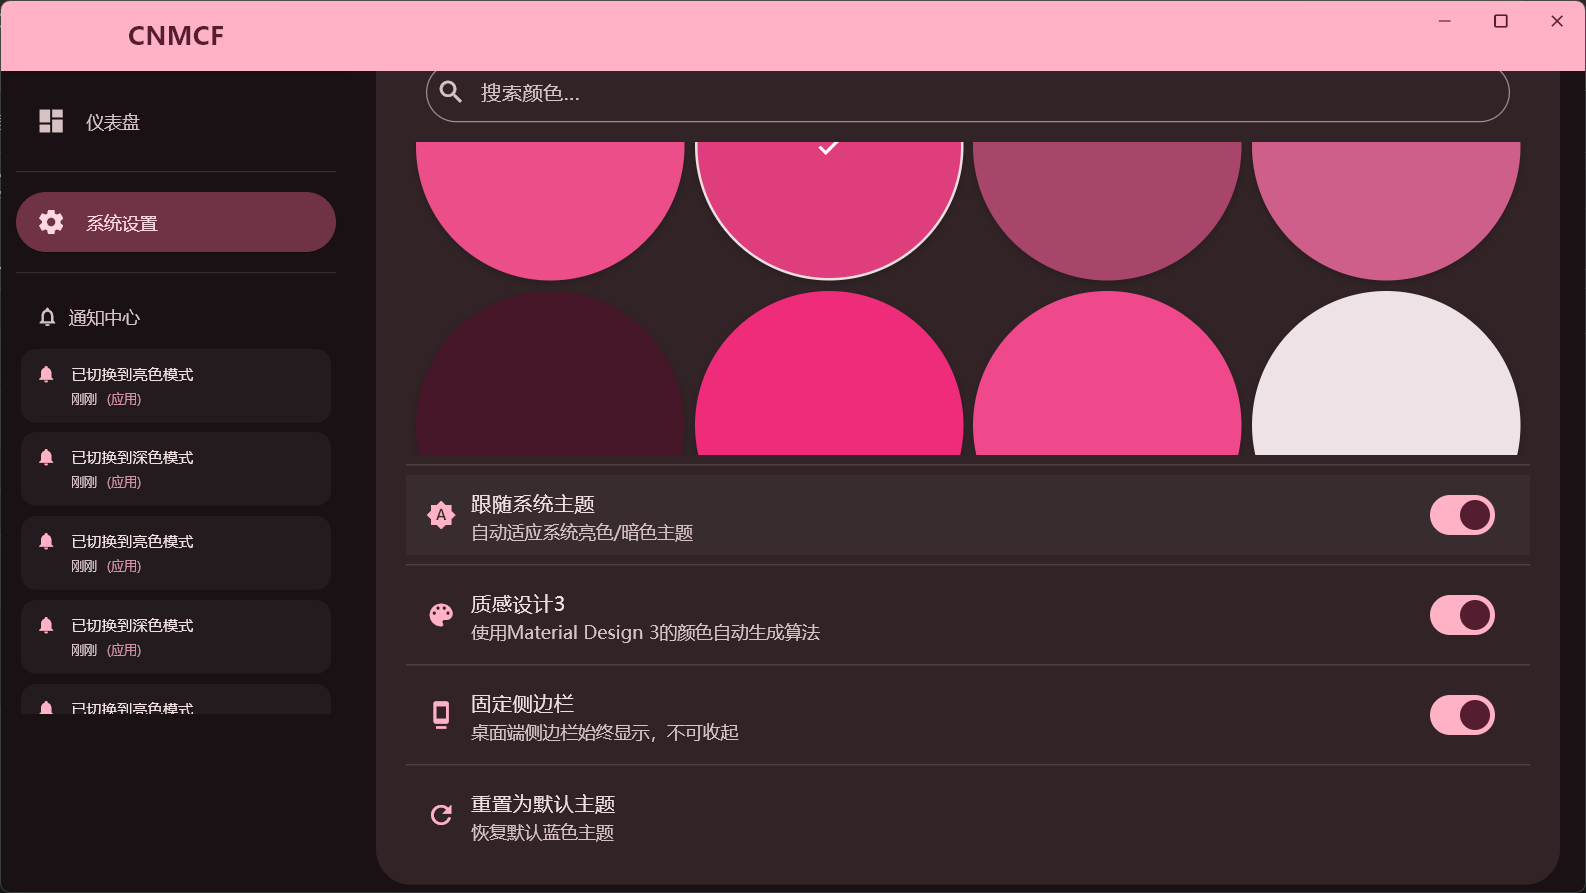 CNMCF
仪表盘
系统设置
通知中心
已切换到亮色模式
刚刚 (应用)
已切换到深色模式
刚刚 (应用)
已切换到亮色模式
刚刚 (应用)
已切换到深色模式
刚刚 (应用)
已切换到亮色模式
搜索颜色...
跟随系统主题
自动适应系统亮色/暗色主题
质感设计3
使用Material Design 3的颜色自动生成算法
固定侧边栏
桌面端侧边栏始终显示，不可收起
重置为默认主题
恢复默认蓝色主题